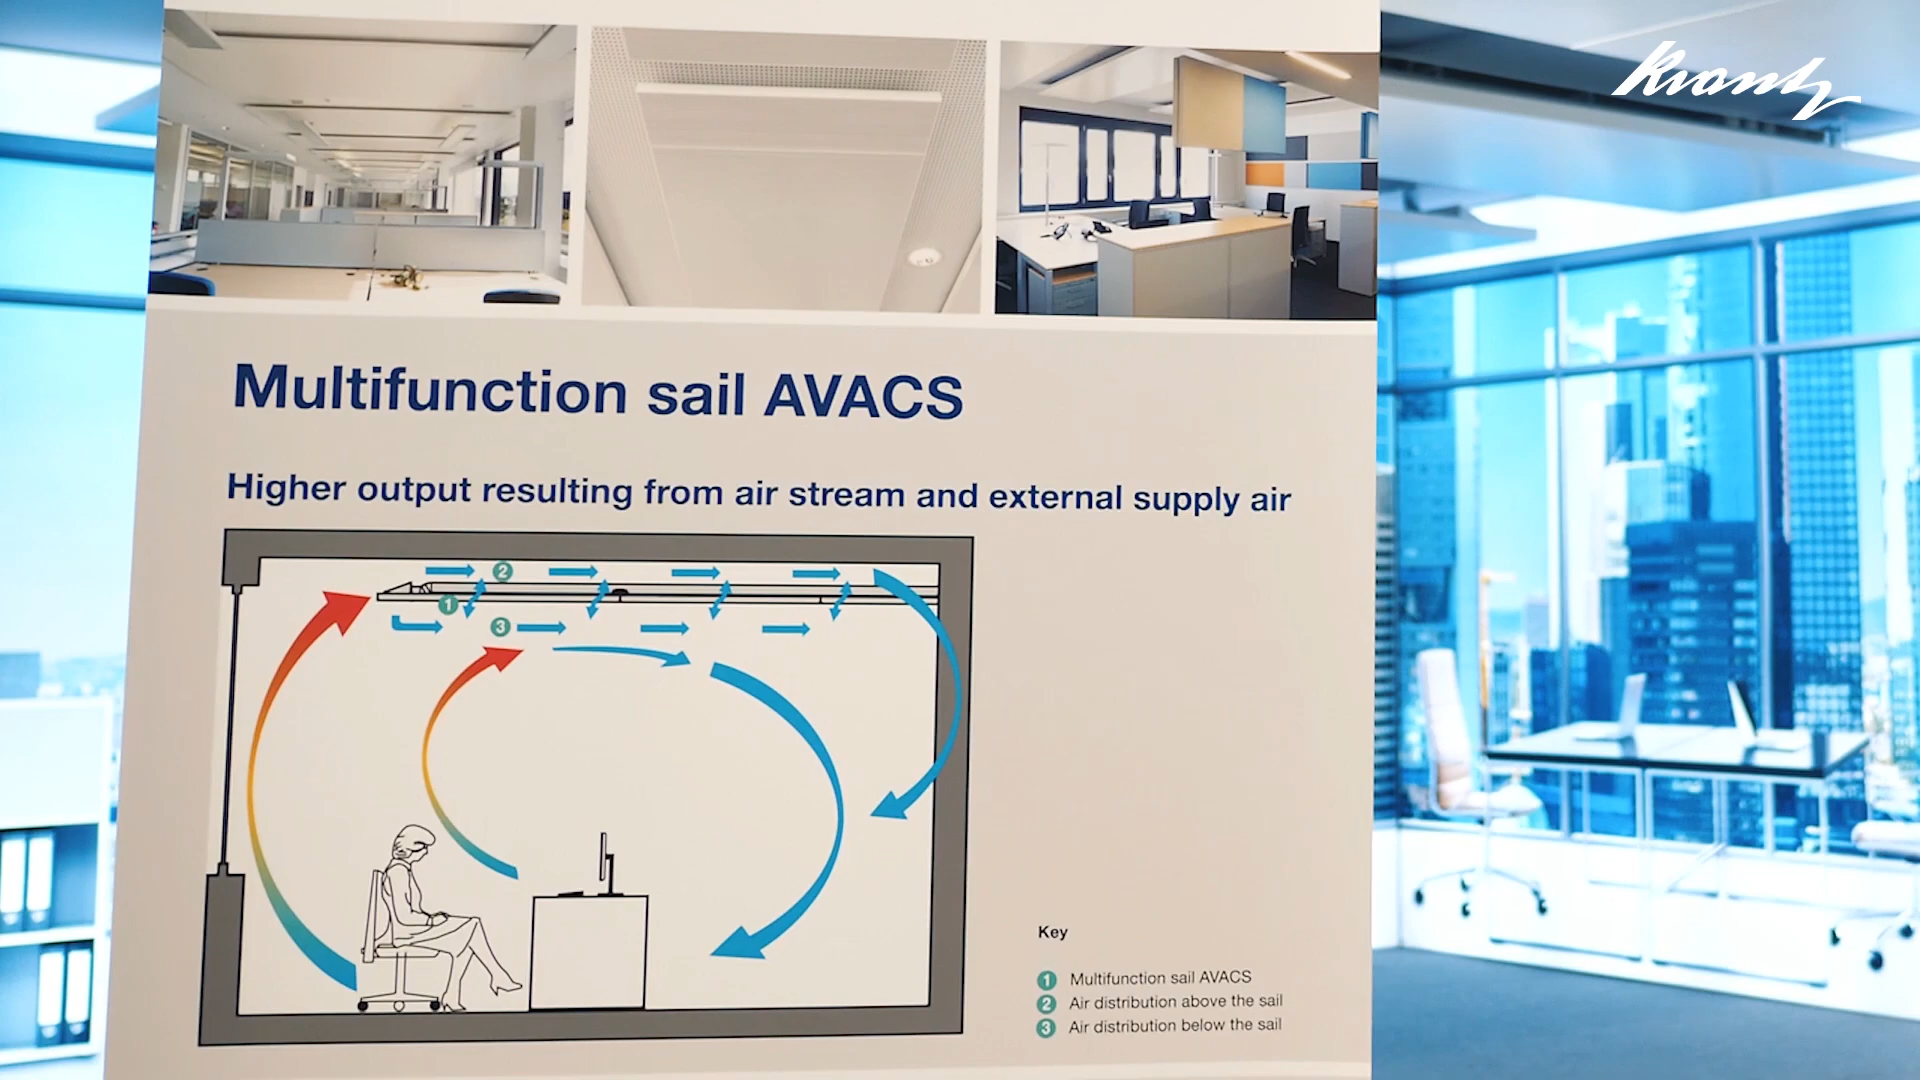 Krantz
Multifunction sail AVACS
Higher output resulting from air stream and external supply air
2
1
3
Key
1 Multifunction sail AVACS
2 Air distribution above the sail
3 Air distribution below the sail